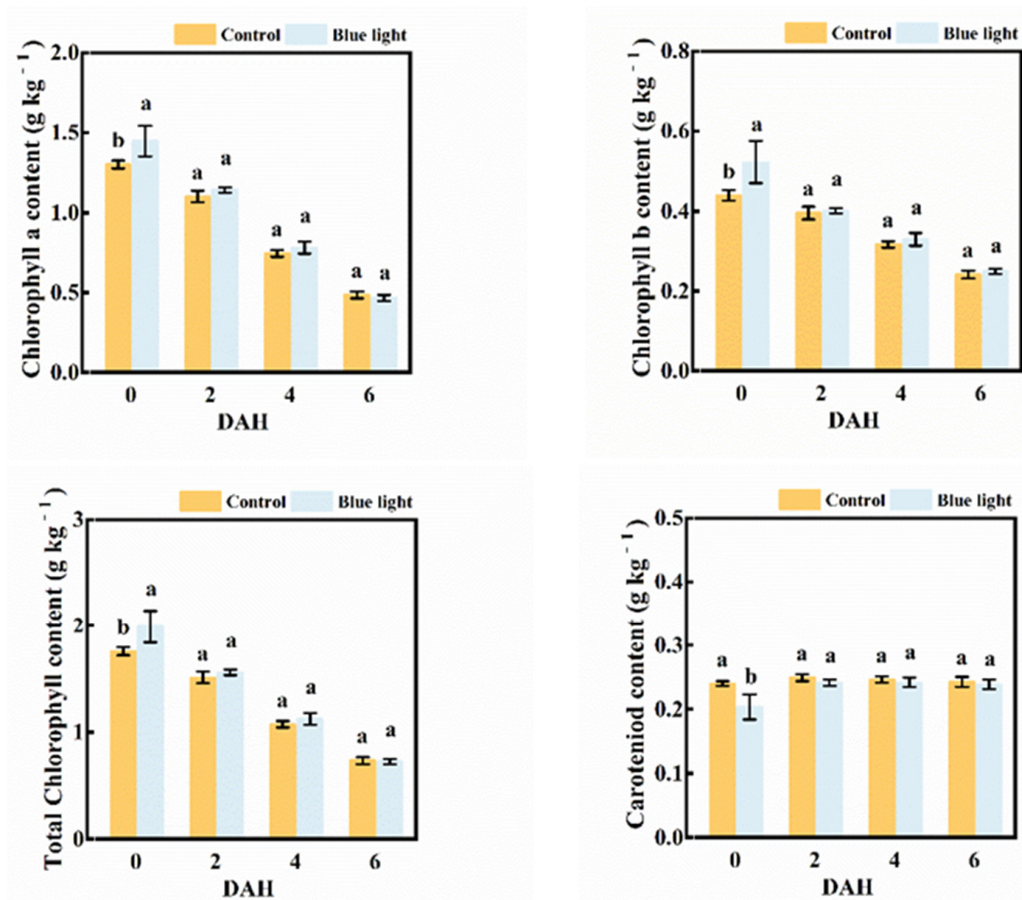 Control Blue light
Chlorophyll a content (g kg⁻¹)
2.0
1.5
1.0
0.5
0.0
b a a a a a a a
0 2 4 6
DAH
Control Blue light
Chlorophyll b content (g kg⁻¹)
0.8
0.6
0.4
0.2
0.0
b a a a a a a a
0 2 4 6
DAH
Control Blue light
Total Chlorophyll content (g kg⁻¹)
3
2
1
0
b a a a a a a a
0 2 4 6
DAH
Control Blue light
Caroteniod content (g kg⁻¹)
0.5
0.4
0.3
0.2
0.1
0.0
a b a a a a a a
0 2 4 6
DAH